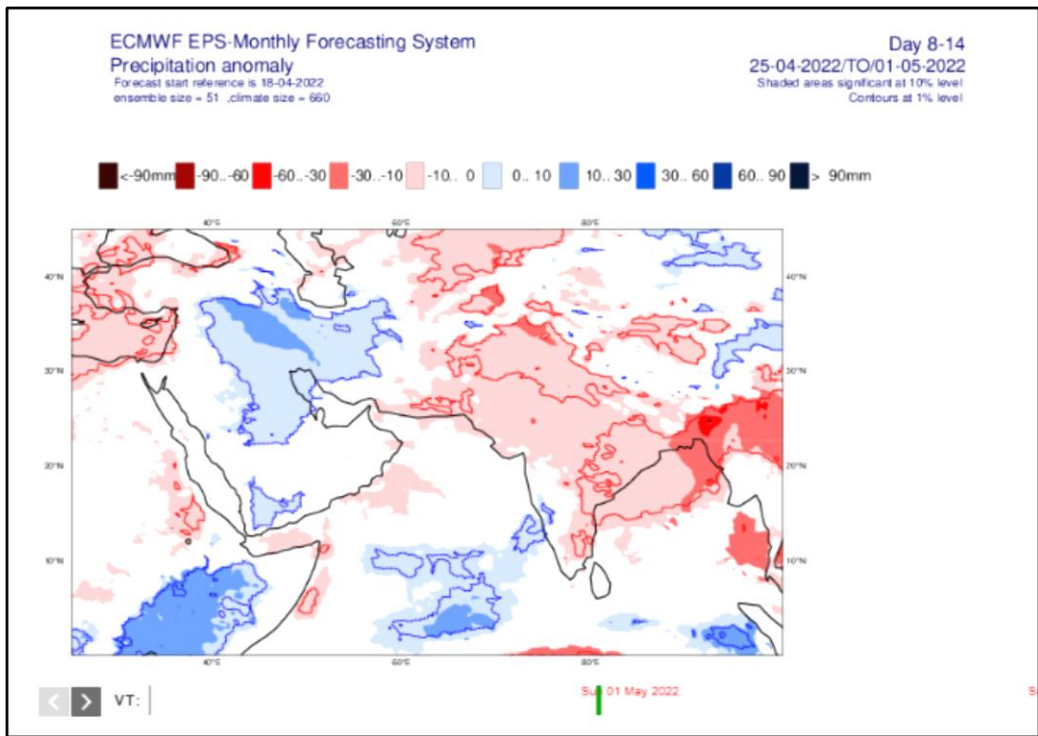 ECMWF EPS-Monthly Forecasting System
Precipitation anomaly
Forecast start reference is 18-04-2022
ensemble size = 51 ,climate size = 660
Day 8-14
25-04-2022/TO/01-05-2022
Shaded areas significant at 10% level
Contours at 1% level
<-90mm -90.. -60 -60.. -30 -30.. -10 -10.. 0 0.. 10 10.. 30 30.. 60 60.. 90 > 90mm
40°E 60°E 80°E
40°N 40°N
30°N 30°N
20°N 20°N
10°N 10°N
40°E 60°E 80°E
VT:
Sun 01 May 2022